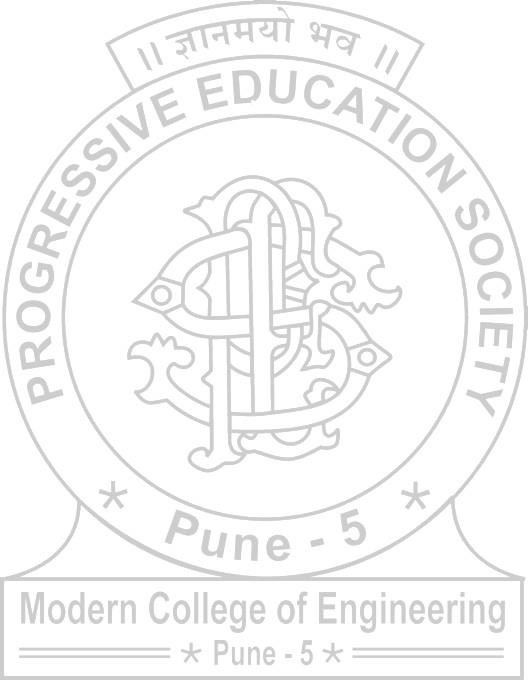 ॥ ज्ञानमयो भव ॥
PROGRESSIVE EDUCATION SOCIETY
* Pune - 5 *
Modern College of Engineering
* Pune - 5 *